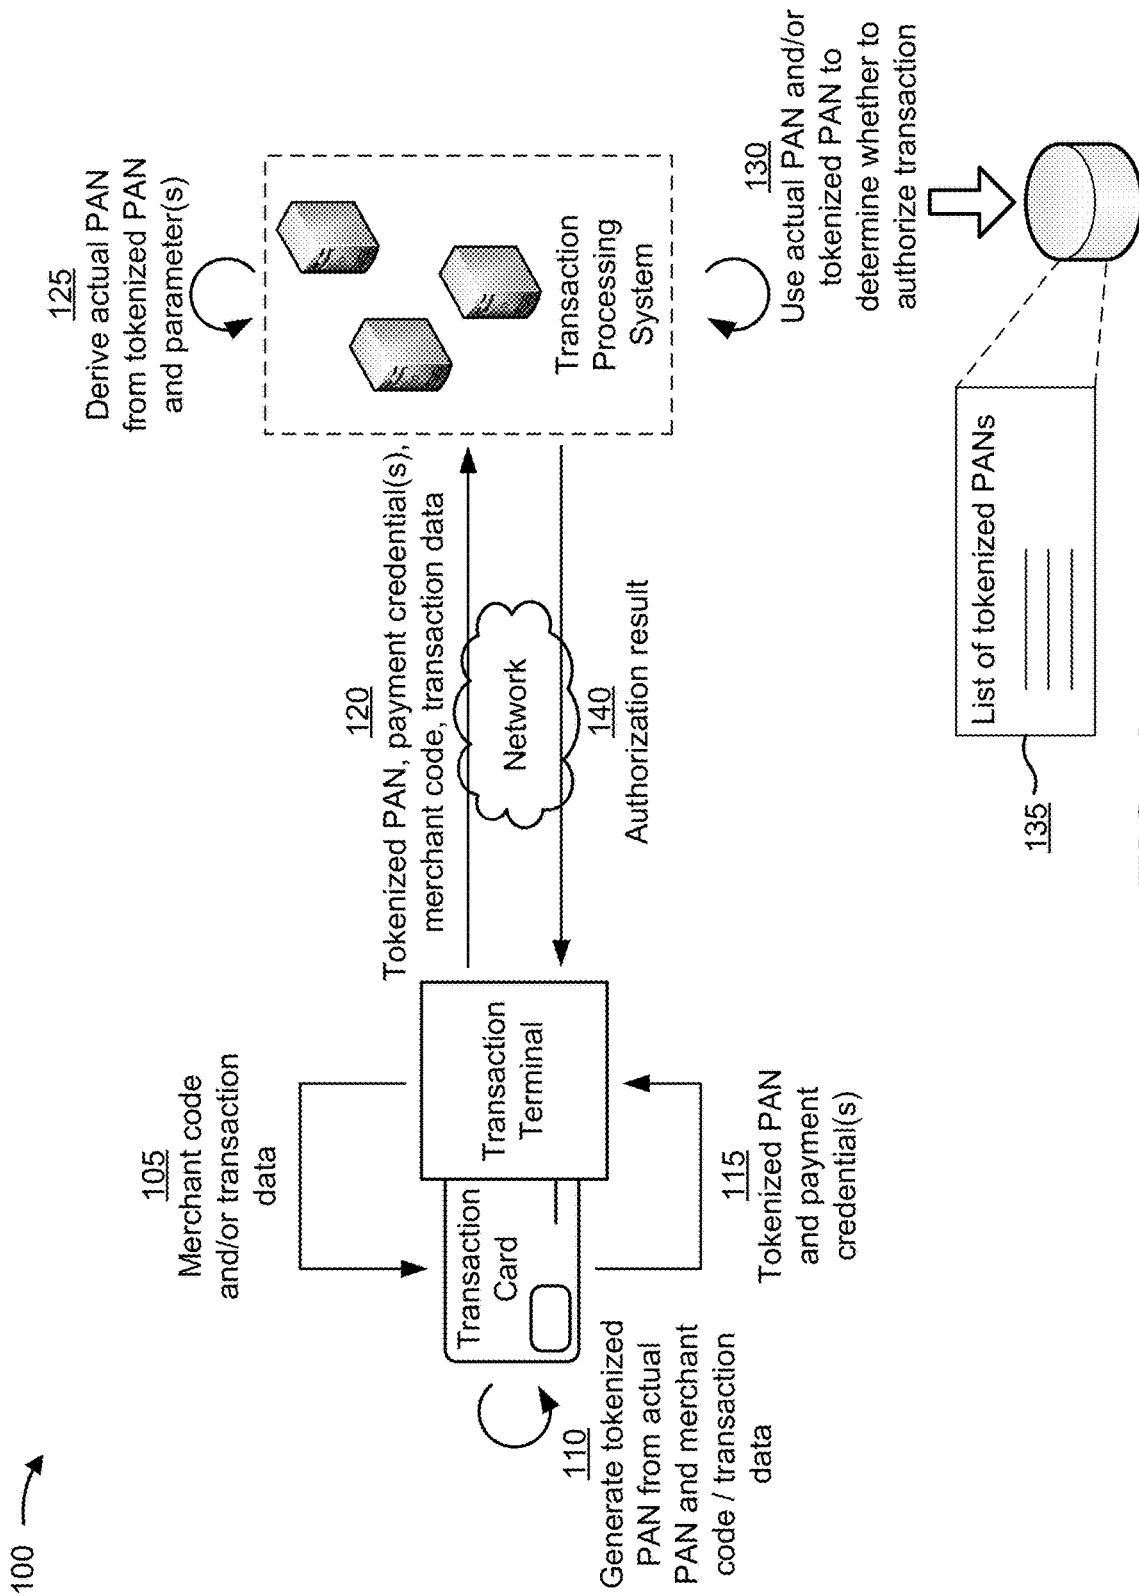 100
105
Merchant code
and/or transaction
data
110
Generate tokenized
PAN from actual
PAN and merchant
code / transaction
data
Transaction
Card
Transaction
Terminal
115
Tokenized PAN
and payment
credential(s)
120
Tokenized PAN, payment credential(s),
merchant code, transaction data
Network
140
Authorization result
125
Derive actual PAN
from tokenized PAN
and parameter(s)
Transaction
Processing
System
130
Use actual PAN and/or
tokenized PAN to
determine whether to
authorize transaction
135
List of tokenized PANs